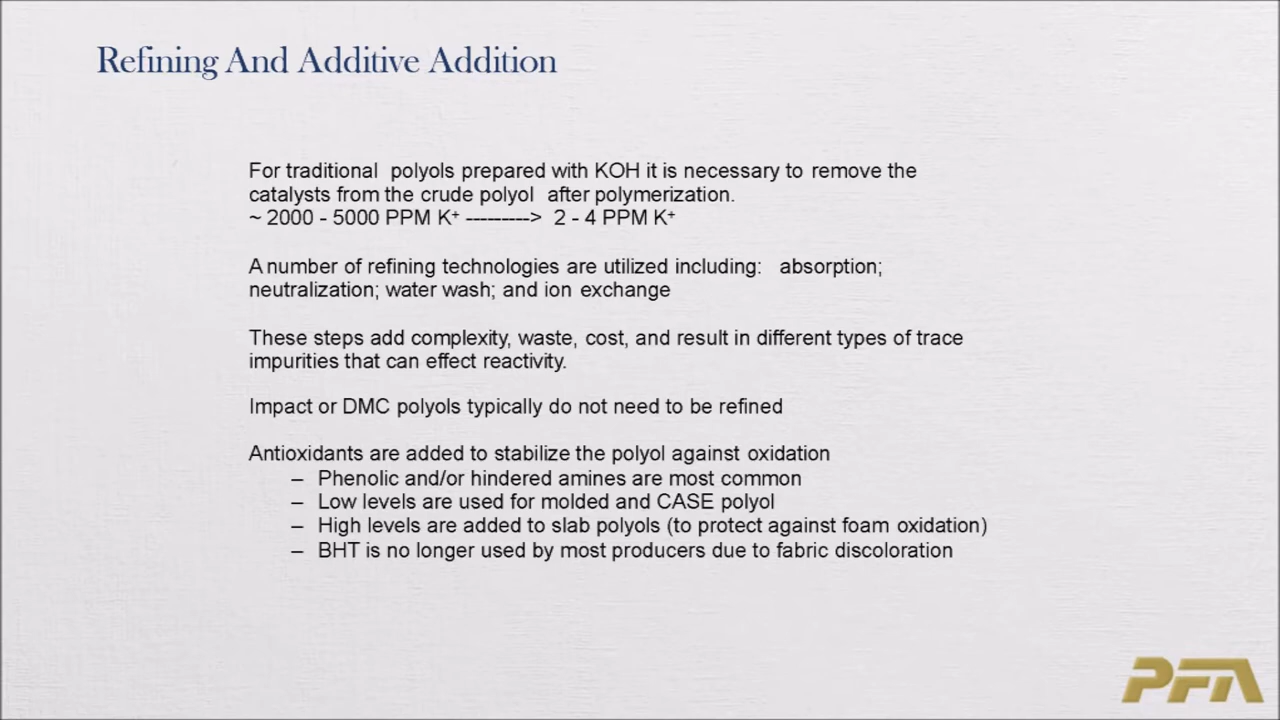 Refining And Additive Addition
For traditional polyols prepared with KOH it is necessary to remove the
catalysts from the crude polyol after polymerization.
~ 2000 - 5000 PPM K⁺ ---------> 2 - 4 PPM K⁺
A number of refining technologies are utilized including: absorption;
neutralization; water wash; and ion exchange
These steps add complexity, waste, cost, and result in different types of trace
impurities that can effect reactivity.
Impact or DMC polyols typically do not need to be refined
Antioxidants are added to stabilize the polyol against oxidation
– Phenolic and/or hindered amines are most common
– Low levels are used for molded and CASE polyol
– High levels are added to slab polyols (to protect against foam oxidation)
– BHT is no longer used by most producers due to fabric discoloration
PFA